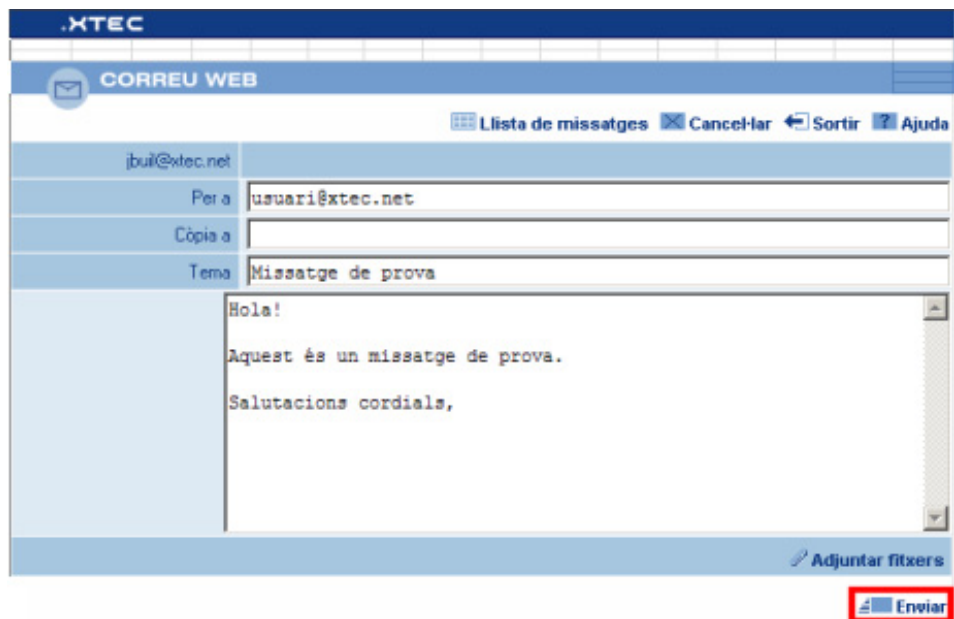 .XTEC
CORREU WEB
Llista de missatges Cancel·lar Sortir ? Ajuda
jbuil@xtec.net
Per a usuari@xtec.net
Còpia a
Tema Missatge de prova
Hola!
Aquest és un missatge de prova.
Salutacions cordials,
Adjuntar fitxers
Enviar